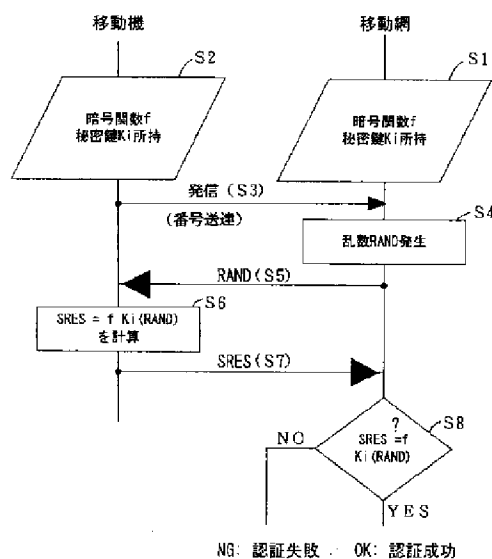 移動機
移動網
S2
S1
暗号関数f
秘密鍵Ki所持
暗号関数f
秘密鍵Ki所持
発信(S3)
(番号送達)
S4
乱数RAND発生
RAND(S5)
S6
SRES = f Ki(RAND)
を計算
SRES(S7)
S8
?
SRES =f
Ki(RAND)
NO
YES
NG: 認証失敗
OK: 認証成功